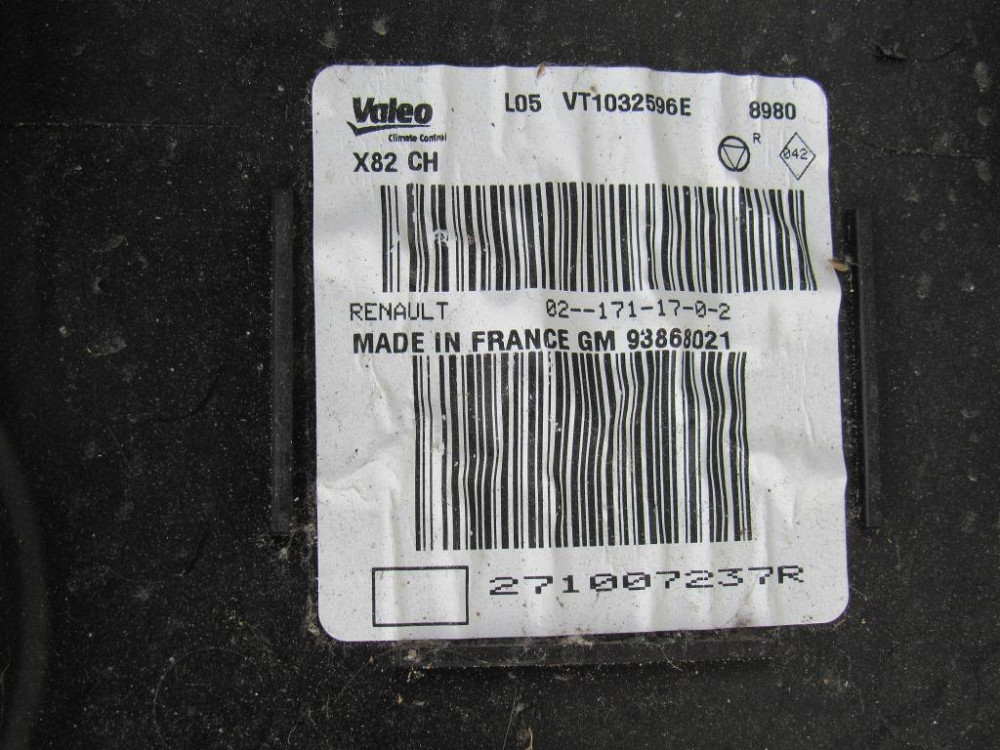 Valeo L05 VT1032596E 8980
Climate Control
R 042
X82 CH
RENAULT 02--171-17-0-2
MADE IN FRANCE GM 93868021
271007237R